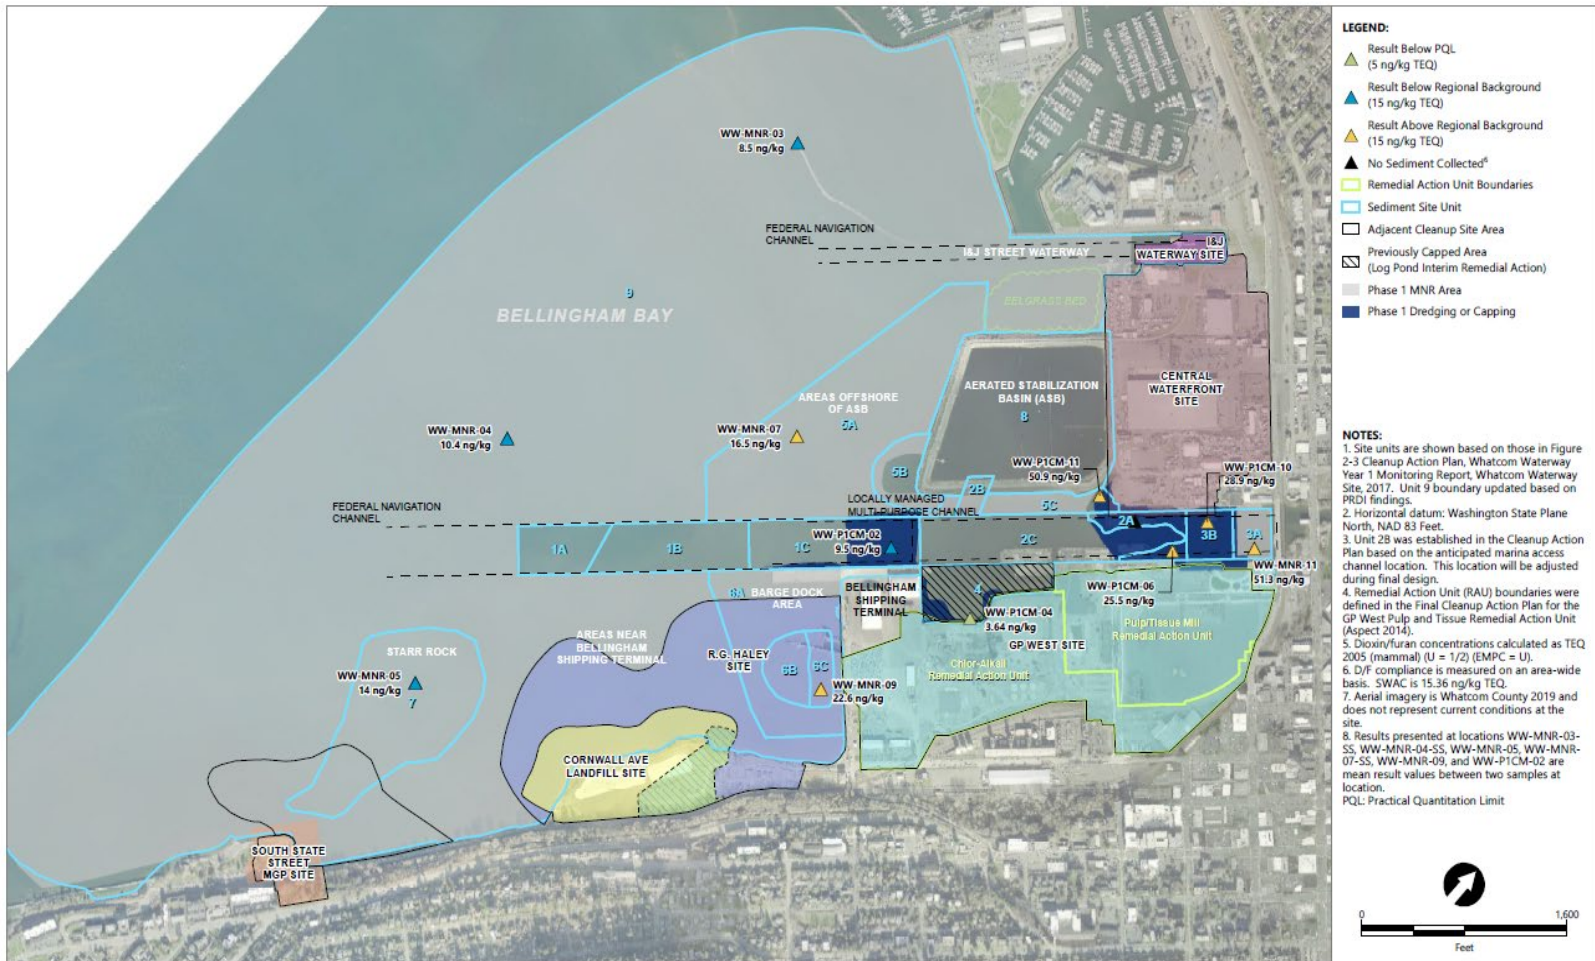 WW-MNR-03
8.5 ng/kg
FEDERAL NAVIGATION
CHANNEL
I&J STREET WATERWAY
I&J
WATERWAY SITE
EELGRASS BED
9
BELLINGHAM BAY
CENTRAL
WATERFRONT
SITE
AERATED STABILIZATION
BASIN (ASB)
8
AREAS OFFSHORE
OF ASB
5A
WW-MNR-04
10.4 ng/kg
WW-MNR-07
16.5 ng/kg
5B
2B
5C
WW-P1CM-11
50.9 ng/kg
WW-P1CM-10
28.9 ng/kg
LOCALLY MANAGED
MULTI-PURPOSE CHANNEL
FEDERAL NAVIGATION
CHANNEL
1A
1B
1C
WW-P1CM-02
9.5 ng/kg
2C
2A
3B
3A
WW-MNR-11
51.3 ng/kg
WW-P1CM-06
25.5 ng/kg
6A
BARGE DOCK
AREA
BELLINGHAM
SHIPPING
TERMINAL
4
WW-P1CM-04
3.64 ng/kg
GP WEST SITE
Pulp/Tissue Mill
Remedial Action Unit
Chlor-Alkali
Remedial Action Unit
AREAS NEAR
BELLINGHAM
SHIPPING TERMINAL
R.G. HALEY
SITE
6B
6C
WW-MNR-09
22.6 ng/kg
STARR ROCK
WW-MNR-05
14 ng/kg
7
CORNWALL AVE
LANDFILL SITE
SOUTH STATE
STREET
MGP SITE
LEGEND:
Result Below PQL
(5 ng/kg TEQ)
Result Below Regional Background
(15 ng/kg TEQ)
Result Above Regional Background
(15 ng/kg TEQ)
No Sediment Collected⁶
Remedial Action Unit Boundaries
Sediment Site Unit
Adjacent Cleanup Site Area
Previously Capped Area
(Log Pond Interim Remedial Action)
Phase 1 MNR Area
Phase 1 Dredging or Capping
NOTES:
1. Site units are shown based on those in Figure
2-3 Cleanup Action Plan, Whatcom Waterway
Year 1 Monitoring Report, Whatcom Waterway
Site, 2017. Unit 9 boundary updated based on
PRDI findings.
2. Horizontal datum: Washington State Plane
North, NAD 83 Feet.
3. Unit 2B was established in the Cleanup Action
Plan based on the anticipated marina access
channel location. This location will be adjusted
during final design.
4. Remedial Action Unit (RAU) boundaries were
defined in the Final Cleanup Action Plan for the
GP West Pulp and Tissue Remedial Action Unit
(Aspect 2014).
5. Dioxin/furan concentrations calculated as TEQ
2005 (mammal) (U = 1/2) (EMPC = U).
6. D/F compliance is measured on an area-wide
basis. SWAC is 15.36 ng/kg TEQ.
7. Aerial imagery is Whatcom County 2019 and
does not represent current conditions at the
site.
8. Results presented at locations WW-MNR-03-
SS, WW-MNR-04-SS, WW-MNR-05, WW-MNR-
07-SS, WW-MNR-09, and WW-P1CM-02 are
mean result values between two samples at
location.
PQL: Practical Quantitation Limit
0
1,600
Feet